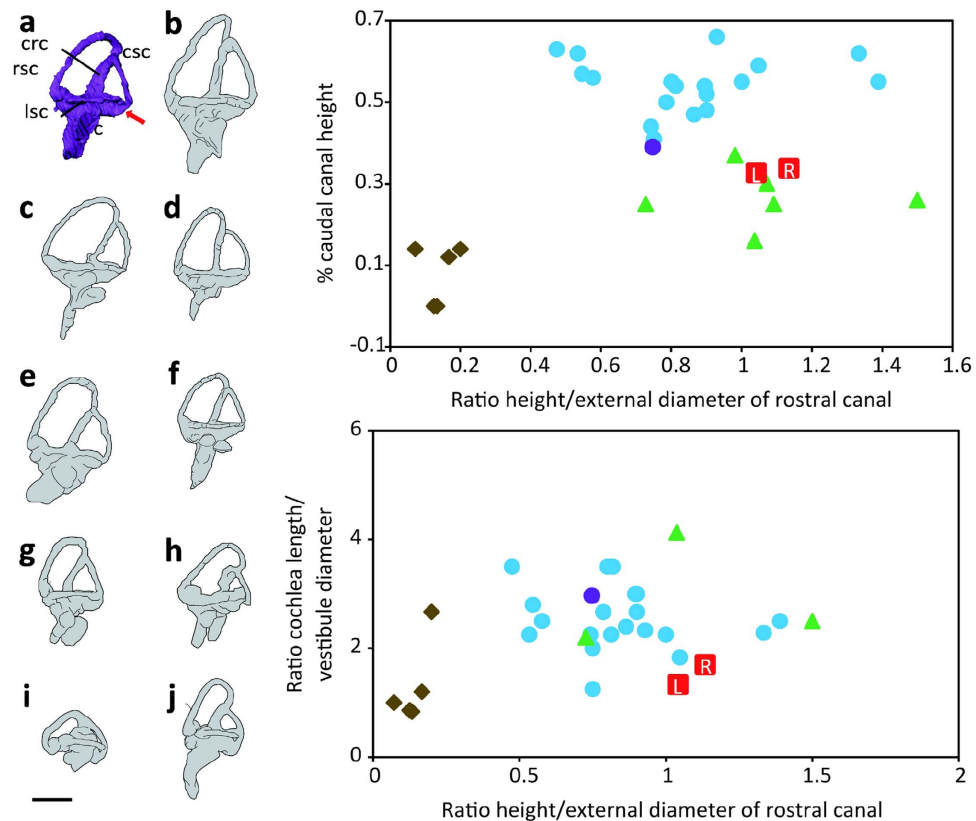 a
crc
csc
rsc
lsc
c
b
c
d
e
f
g
h
i
j
0.7
0.5
0.3
0.1
-0.1
% caudal canal height
L
R
0
0.2
0.4
0.6
0.8
1
1.2
1.4
1.6
Ratio height/external diameter of rostral canal
6
4
2
0
Ratio cochlea length/
vestibule diameter
R
L
0
0.5
1
1.5
2
Ratio height/external diameter of rostral canal